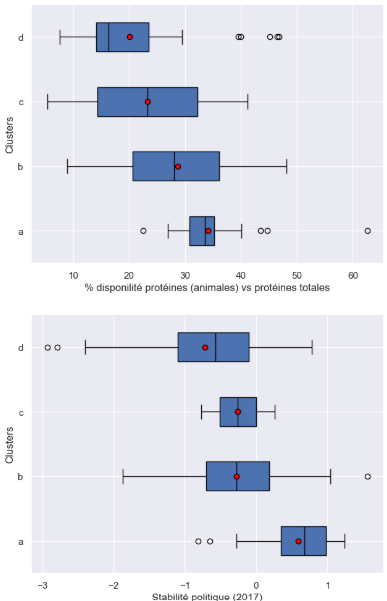 d
c
b
a
Clusters
10 20 30 40 50 60
% disponilité protéines (animales) vs protéines totales
d
c
b
a
Clusters
−3 −2 −1 0 1
Stabilité politique (2017)